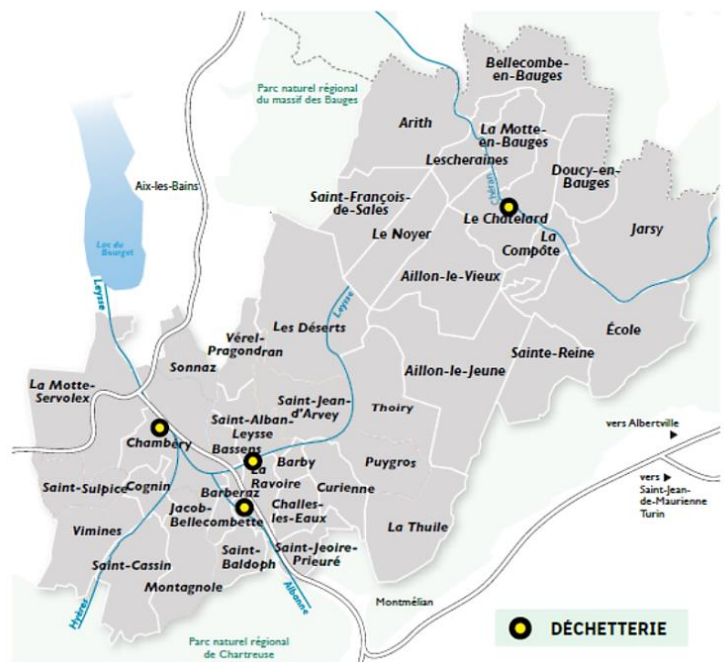 Bellecombe-
en-Bauges
Parc naturel régional
du massif des Bauges
Arith
La Motte-
en-Bauges
Lescheraines
Doucy-en-
Bauges
Aix-les-Bains
Saint-François-
de-Sales
Chéran
Le Châtelard
Jarsy
Le Noyer
La
Compôte
Lac du
Bourget
Aillon-le-Vieux
Leysse
Leysse
Les Déserts
École
Vérel-
Pragondran
Sainte-Reine
Sonnaz
Aillon-le-Jeune
La Motte-
Servolex
Saint-Jean-
d'Arvey
Thoiry
Saint-Alban-
Leysse
vers Albertville
Chambéry
Bassens
Barby
Puygros
La
Ravoire
vers
Saint-Jean-
de-Maurienne
Turin
Saint-Sulpice
Cognin
Barberaz
Curienne
Jacob-
Bellecombette
Challes-
les-Eaux
La Thuile
Vimines
Saint-Cassin
Saint-
Baldoph
Saint-Jeoire-
Prieuré
Montagnole
Hyères
Albanne
Montmélian
Parc naturel régional
de Chartreuse
DÉCHETTERIE